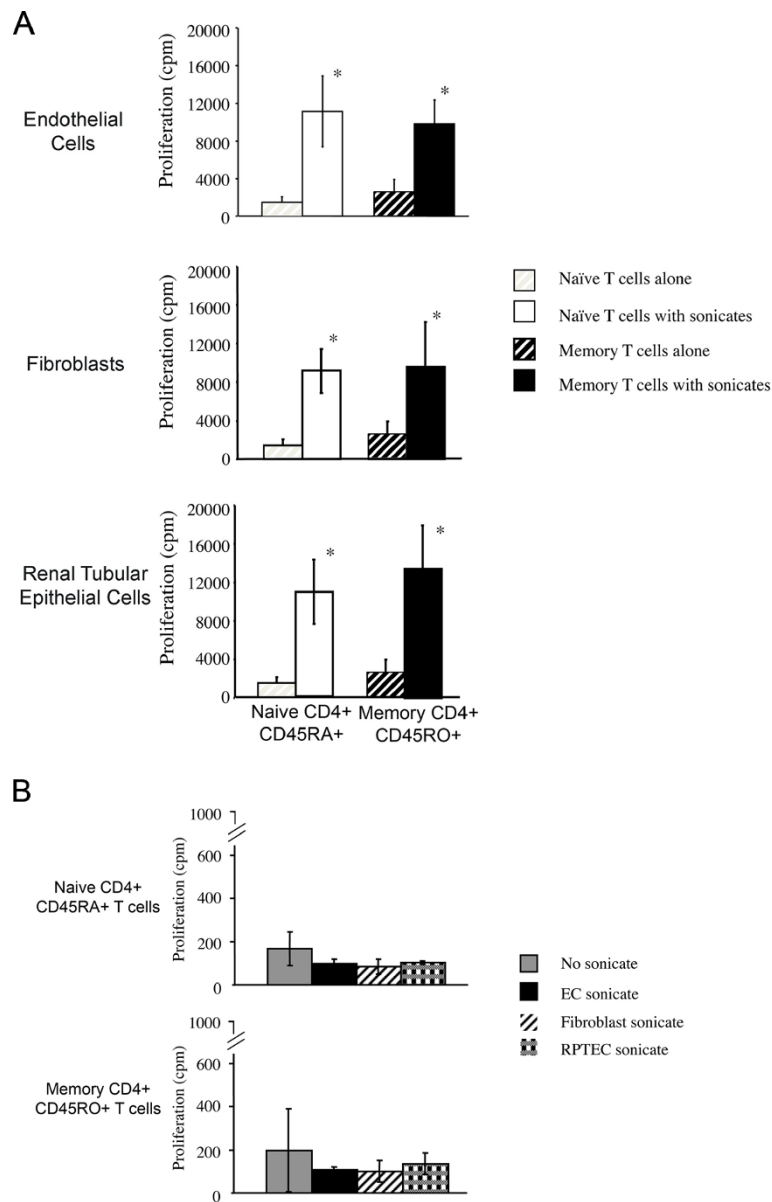 A
Endothelial
Cells
Proliferation (cpm)
20000
16000
12000
8000
4000
0
*
*
Fibroblasts
Proliferation (cpm)
20000
16000
12000
8000
4000
0
*
*
Naïve T cells alone
Naïve T cells with sonicates
Memory T cells alone
Memory T cells with sonicates
Renal Tubular
Epithelial Cells
Proliferation (cpm)
20000
16000
12000
8000
4000
0
*
*
Naive CD4+
CD45RA+
Memory CD4+
CD45RO+
B
Naive CD4+
CD45RA+ T cells
Proliferation (cpm)
1000
600
400
200
0
No sonicate
EC sonicate
Fibroblast sonicate
RPTEC sonicate
Memory CD4+
CD45RO+ T cells
Proliferation (cpm)
1000
600
400
200
0